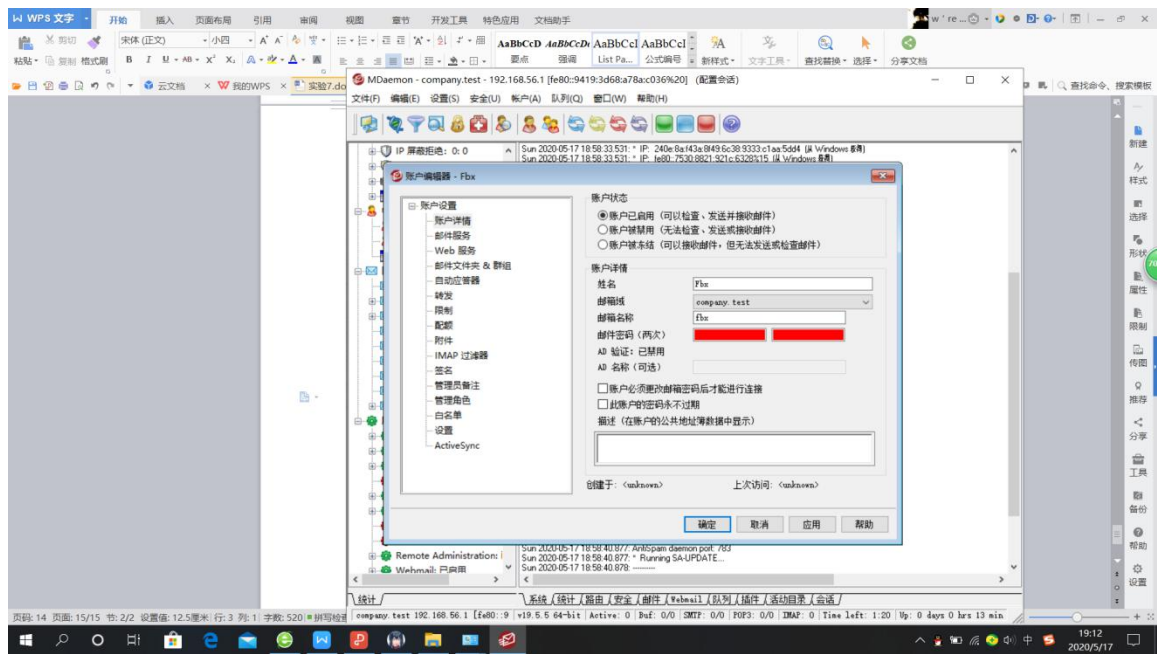 WPS 文字 开始 插入 页面布局 引用 审阅 视图 章节 开发工具 特色应用 文档助手 w ' re ...
剪切 宋体 (正文) 小四
粘贴 复制 格式刷 B I U AB X² X₂ A
AaBbCcD AaBbCcDt AaBbCcI AaBbCcI
要点 强调 List Pa... 公式编号 新样式 文字工具 查找替换 选择 分享文档
云文档 我的WPS 实验7.do 查找命令、搜索模板
MDaemon - company.test - 192.168.56.1 [fe80::9419:3d68:a78a:c036%20] (配置会话)
文件(F) 编辑(E) 设置(S) 安全(U) 帐户(A) 队列(Q) 窗口(W) 帮助(H)
IP 屏蔽拒绝: 0: 0
Sun 2020-05-17 18:58:33.531: * IP: 240e:8a:f43a:8f49:6c38:9333:c1aa:5dd4 (从 Windows 获得)
Sun 2020-05-17 18:58:33.531: * IP: fe80::7530:8821:921c:6328%15 (从 Windows 获得)
账户编辑器 - Fbx
账户设置
账户详情
邮件服务
Web 服务
邮件文件夹 & 群组
自动应答器
转发
限制
配额
附件
IMAP 过滤器
签名
管理员备注
管理角色
白名单
设置
ActiveSync
账户状态
账户已启用 (可以检查、发送并接收邮件)
账户被禁用 (无法检查、发送或接收邮件)
账户被冻结 (可以接收邮件，但无法发送或检查邮件)
账户详情
姓名 Fbx
邮箱域 company.test
邮箱名称 fbx
邮件密码 (两次)
AD 验证: 已禁用
AD 名称 (可选)
账户必须更改邮箱密码后才能进行连接
此账户的密码永不过期
描述 (在账户的公共地址簿数据中显示)
创建于: <unknown> 上次访问: <unknown>
确定 取消 应用 帮助
Remote Administration:
Webmail: 已启用
Sun 2020-05-17 18:58:40.877: AntiSpam daemon port: 783
Sun 2020-05-17 18:58:40.877: * Running SA-UPDATE...
Sun 2020-05-17 18:58:40.878: ----------
统计 系统 统计 路由 安全 邮件 Webmail 队列 插件 活动目录 会话
company.test 192.168.56.1 [fe80::9 v19.5.5 64-bit Active: 0 Buf: 0/0 SMTP: 0/0 POP3: 0/0 IMAP: 0 Time left: 1:20 Up: 0 days 0 hrs 13 min
新建
样式
选择
形状
70
属性
限制
传图
推荐
分享
工具
备份
帮助
设置
页码: 14 页面: 15/15 节: 2/2 设置值: 12.5厘米 行: 3 列: 1 字数: 520 拼写检查
中
19:12
2020/5/17